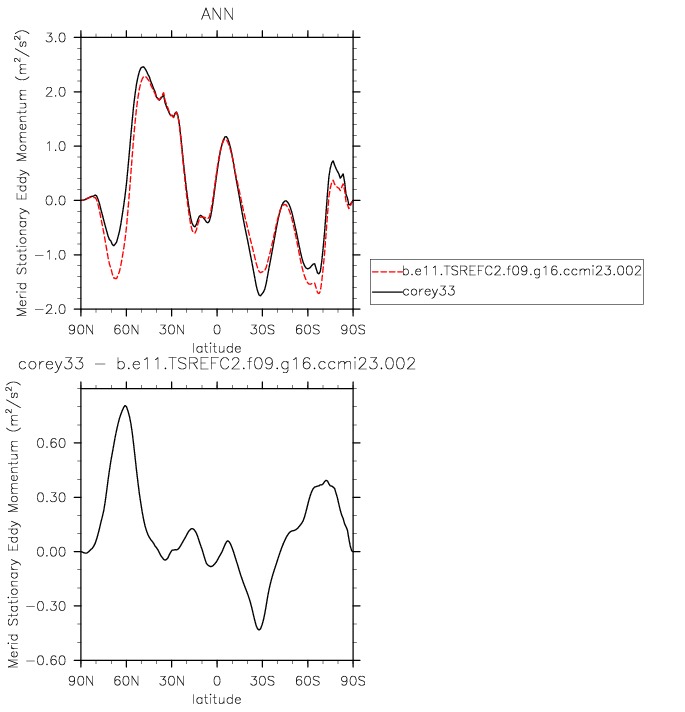 ANN
Merid Stationary Eddy Momentum (m²/s²)
3.0
2.0
1.0
0.0
−1.0
−2.0
90N 60N 30N 0 30S 60S 90S
latitude
b.e11.TSREFC2.f09.g16.ccmi23.002
corey33
corey33 − b.e11.TSREFC2.f09.g16.ccmi23.002
Merid Stationary Eddy Momentum (m²/s²)
0.60
0.30
0.00
−0.30
−0.60
90N 60N 30N 0 30S 60S 90S
latitude